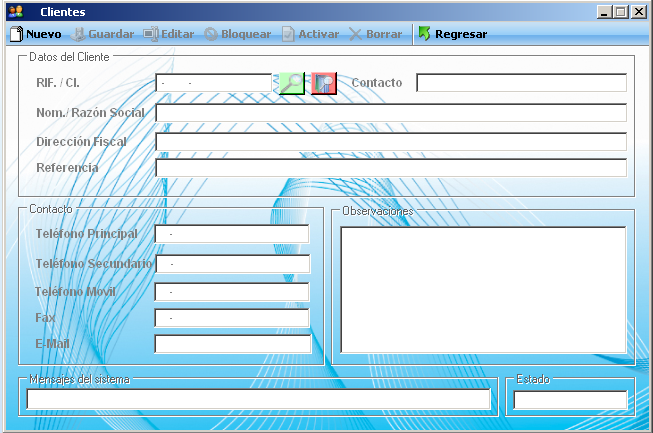 Clientes
Nuevo Guardar Editar Bloquear Activar Borrar Regresar
Datos del Cliente
RIF. / CI. - - Contacto
Nom./ Razón Social
Dirección Fiscal
Referencia
Contacto Observaciones
Teléfono Principal -
Teléfono Secundario -
Teléfono Movil -
Fax -
E-Mail
Mensajes del sistema Estado